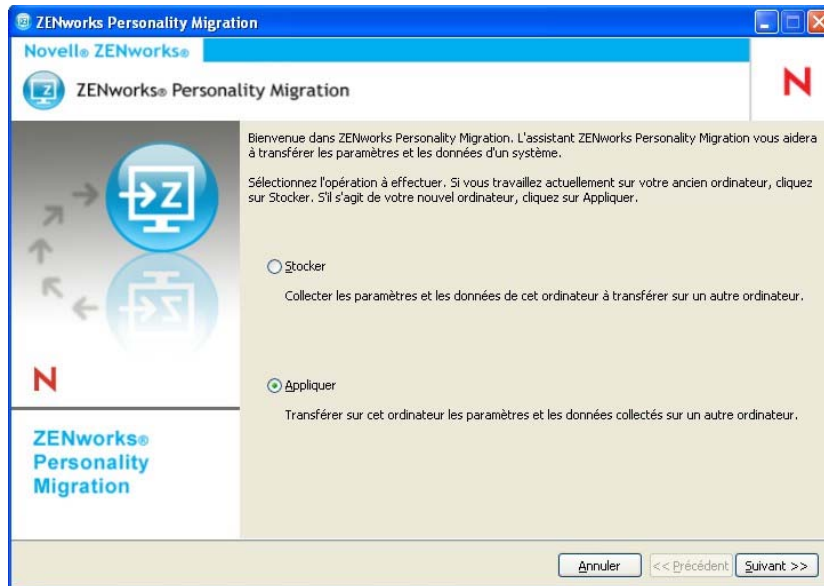 ZENworks Personality Migration
Novell® ZENworks®
ZENworks® Personality Migration
N
Bienvenue dans ZENworks Personality Migration. L'assistant ZENworks Personality Migration vous aidera
à transférer les paramètres et les données d'un système.
Sélectionnez l'opération à effectuer. Si vous travaillez actuellement sur votre ancien ordinateur, cliquez
sur Stocker. S'il s'agit de votre nouvel ordinateur, cliquez sur Appliquer.
Z
Stocker
Collecter les paramètres et les données de cet ordinateur à transférer sur un autre ordinateur.
N
Appliquer
Transférer sur cet ordinateur les paramètres et les données collectés sur un autre ordinateur.
ZENworks®
Personality
Migration
Annuler
<< Précédent
Suivant >>